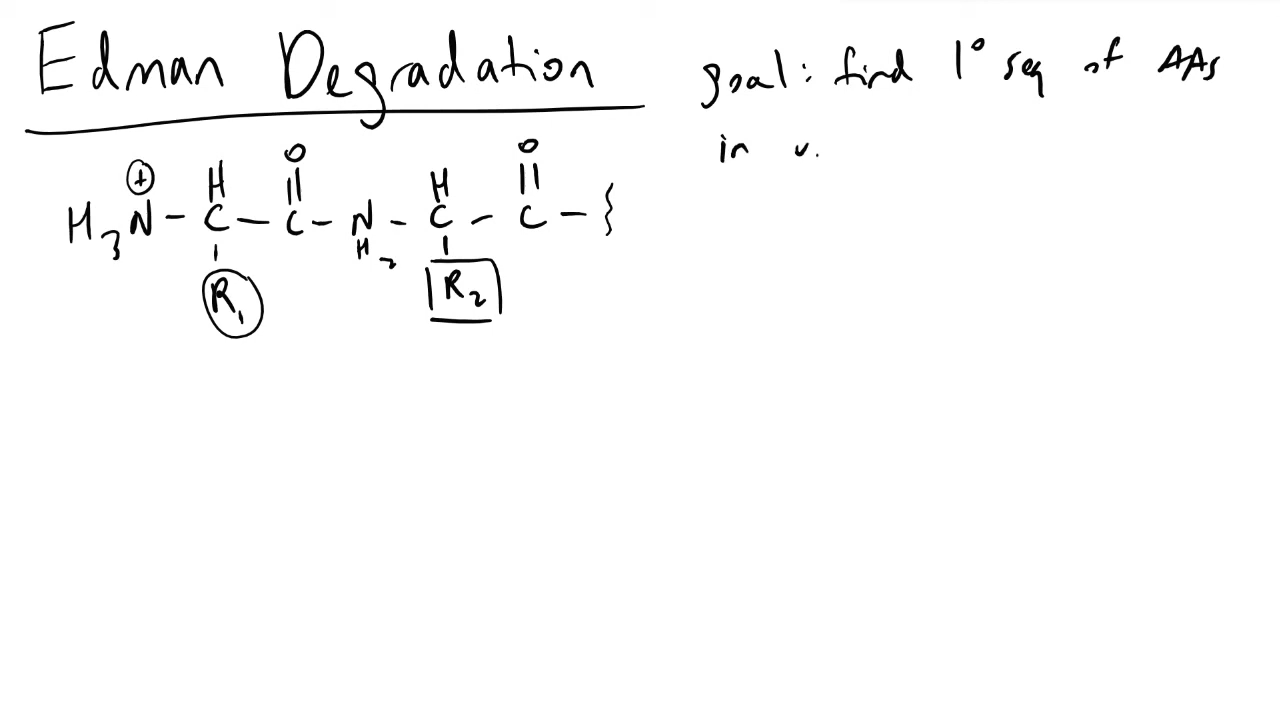 Edman Degradation
goal: find 1° seq of AAs
in
O O
⊕ H H
H₃N - C - C - N - C - C -
H₂
R₁ R₂